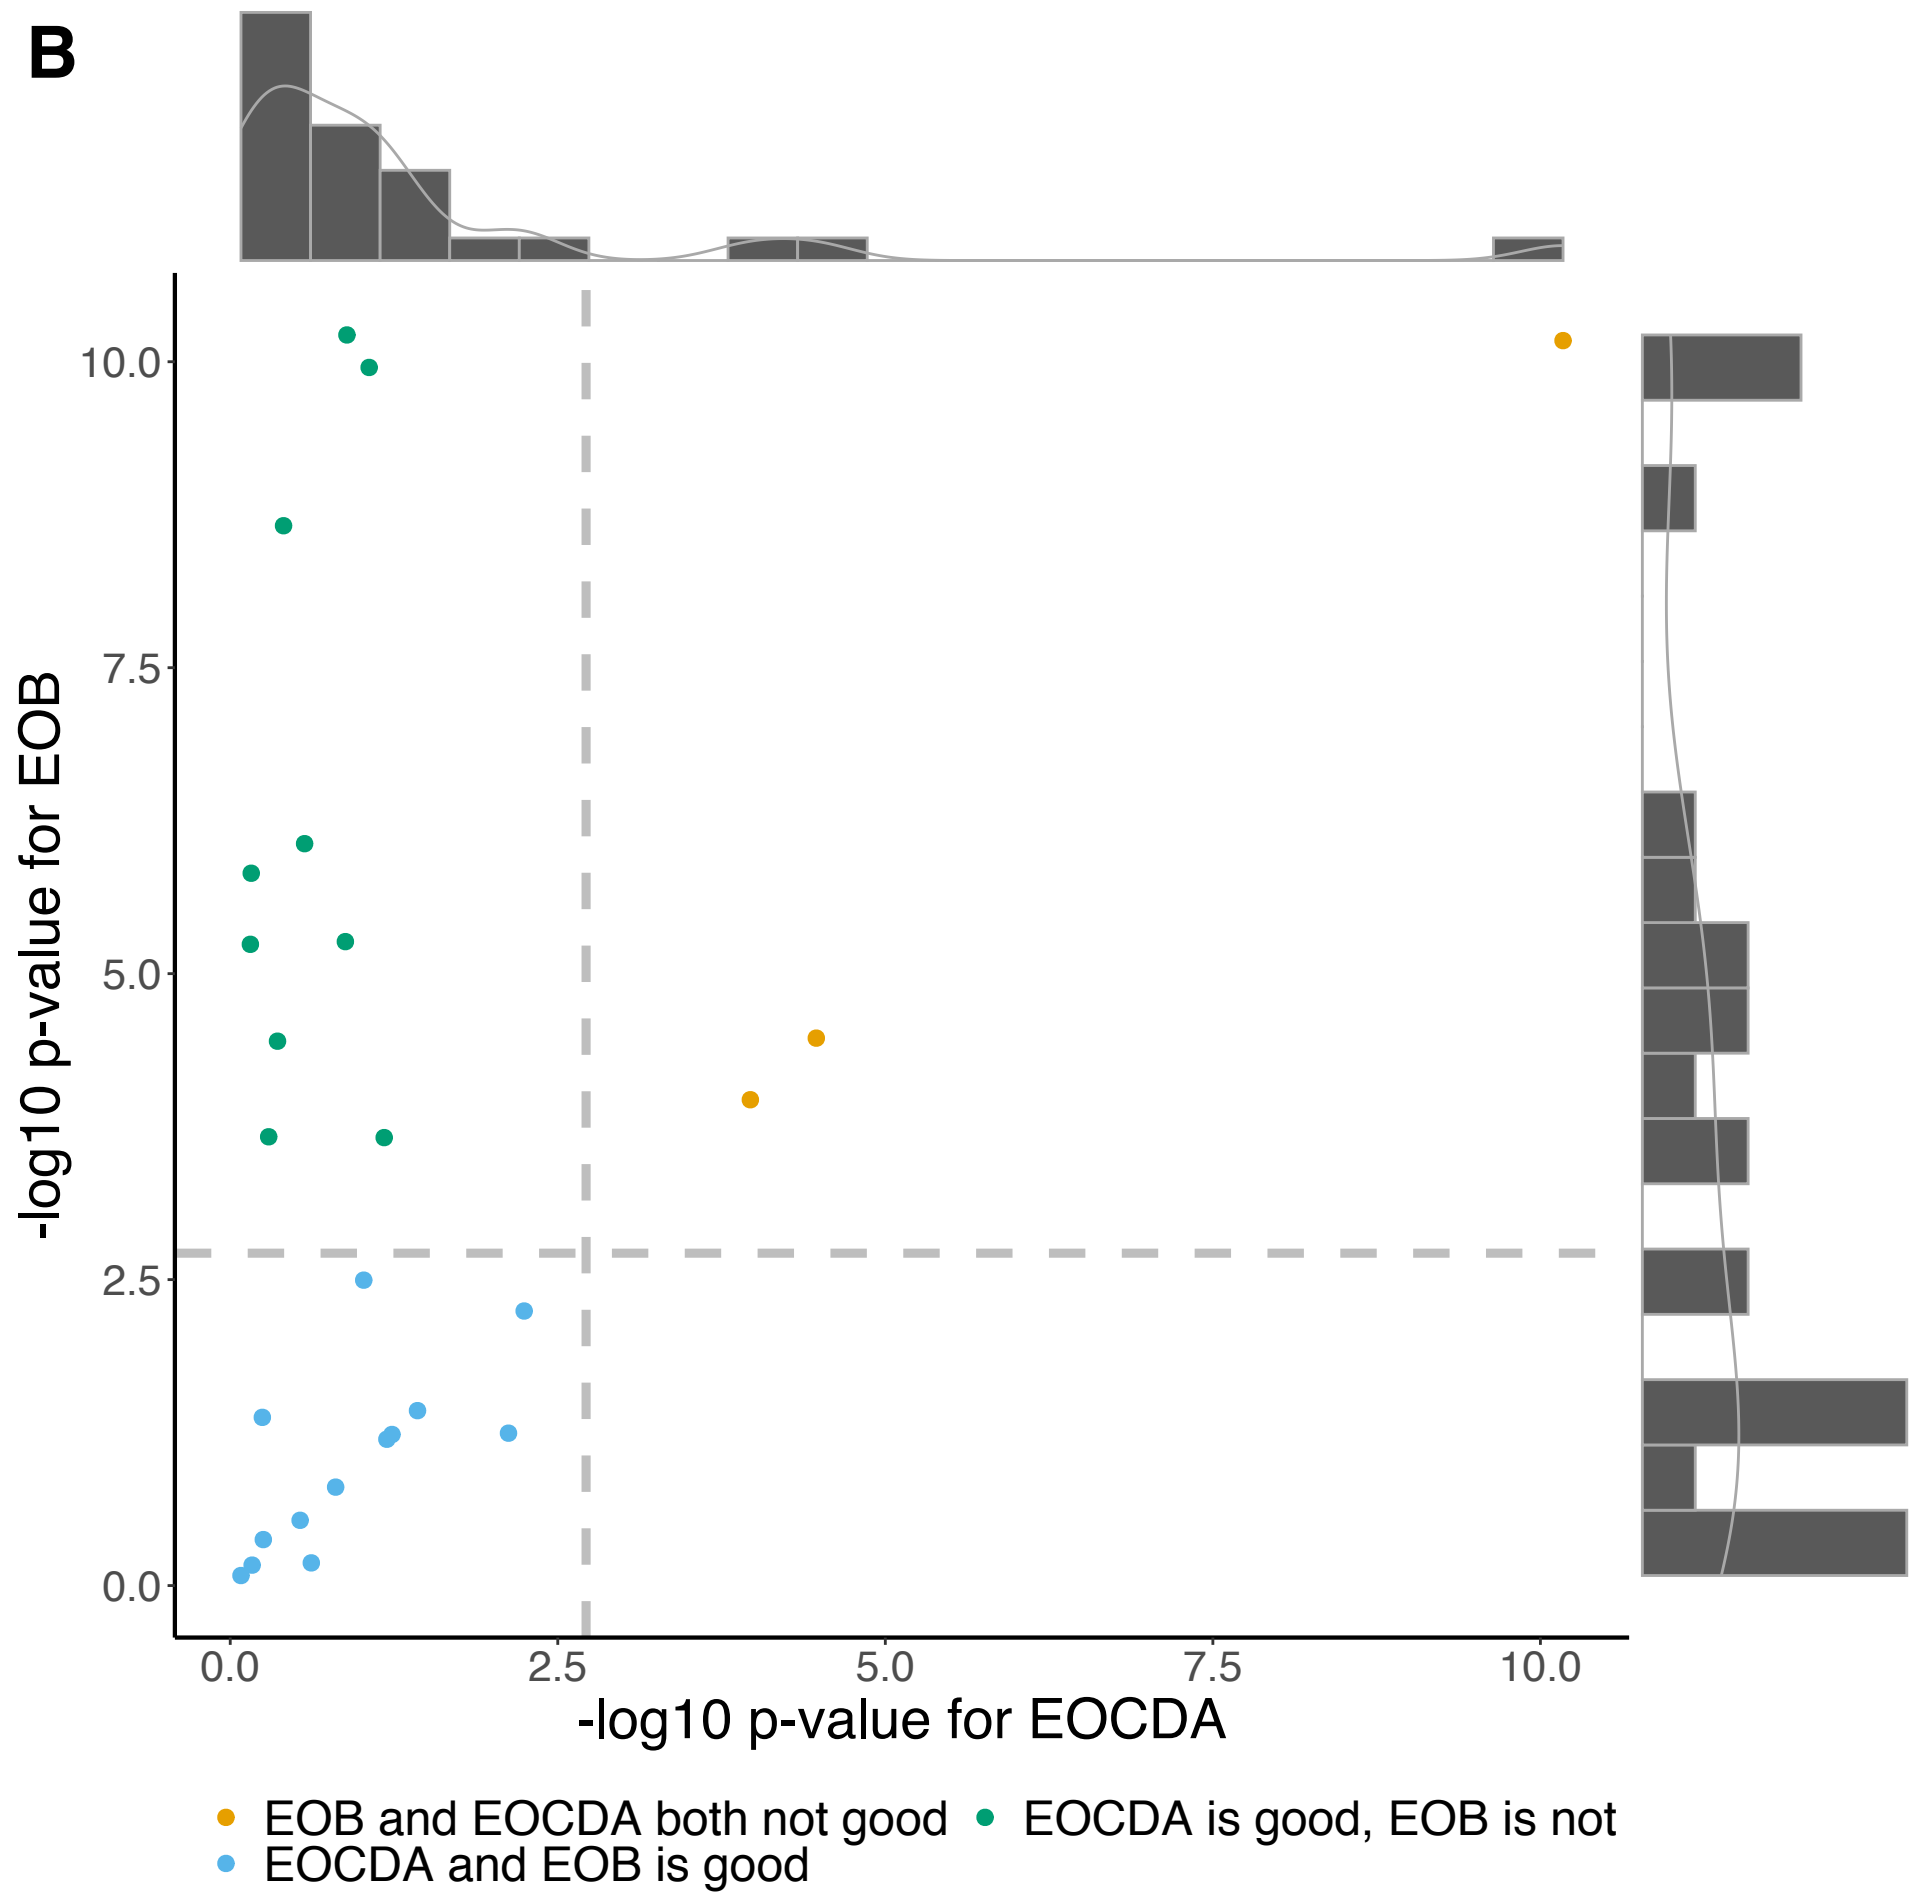 B
10.0
7.5
5.0
2.5
0.0
-log10 p-value for EOB
0.0 2.5 5.0 7.5 10.0
-log10 p-value for EOCDA
EOB and EOCDA both not good EOCDA is good, EOB is not
EOCDA and EOB is good